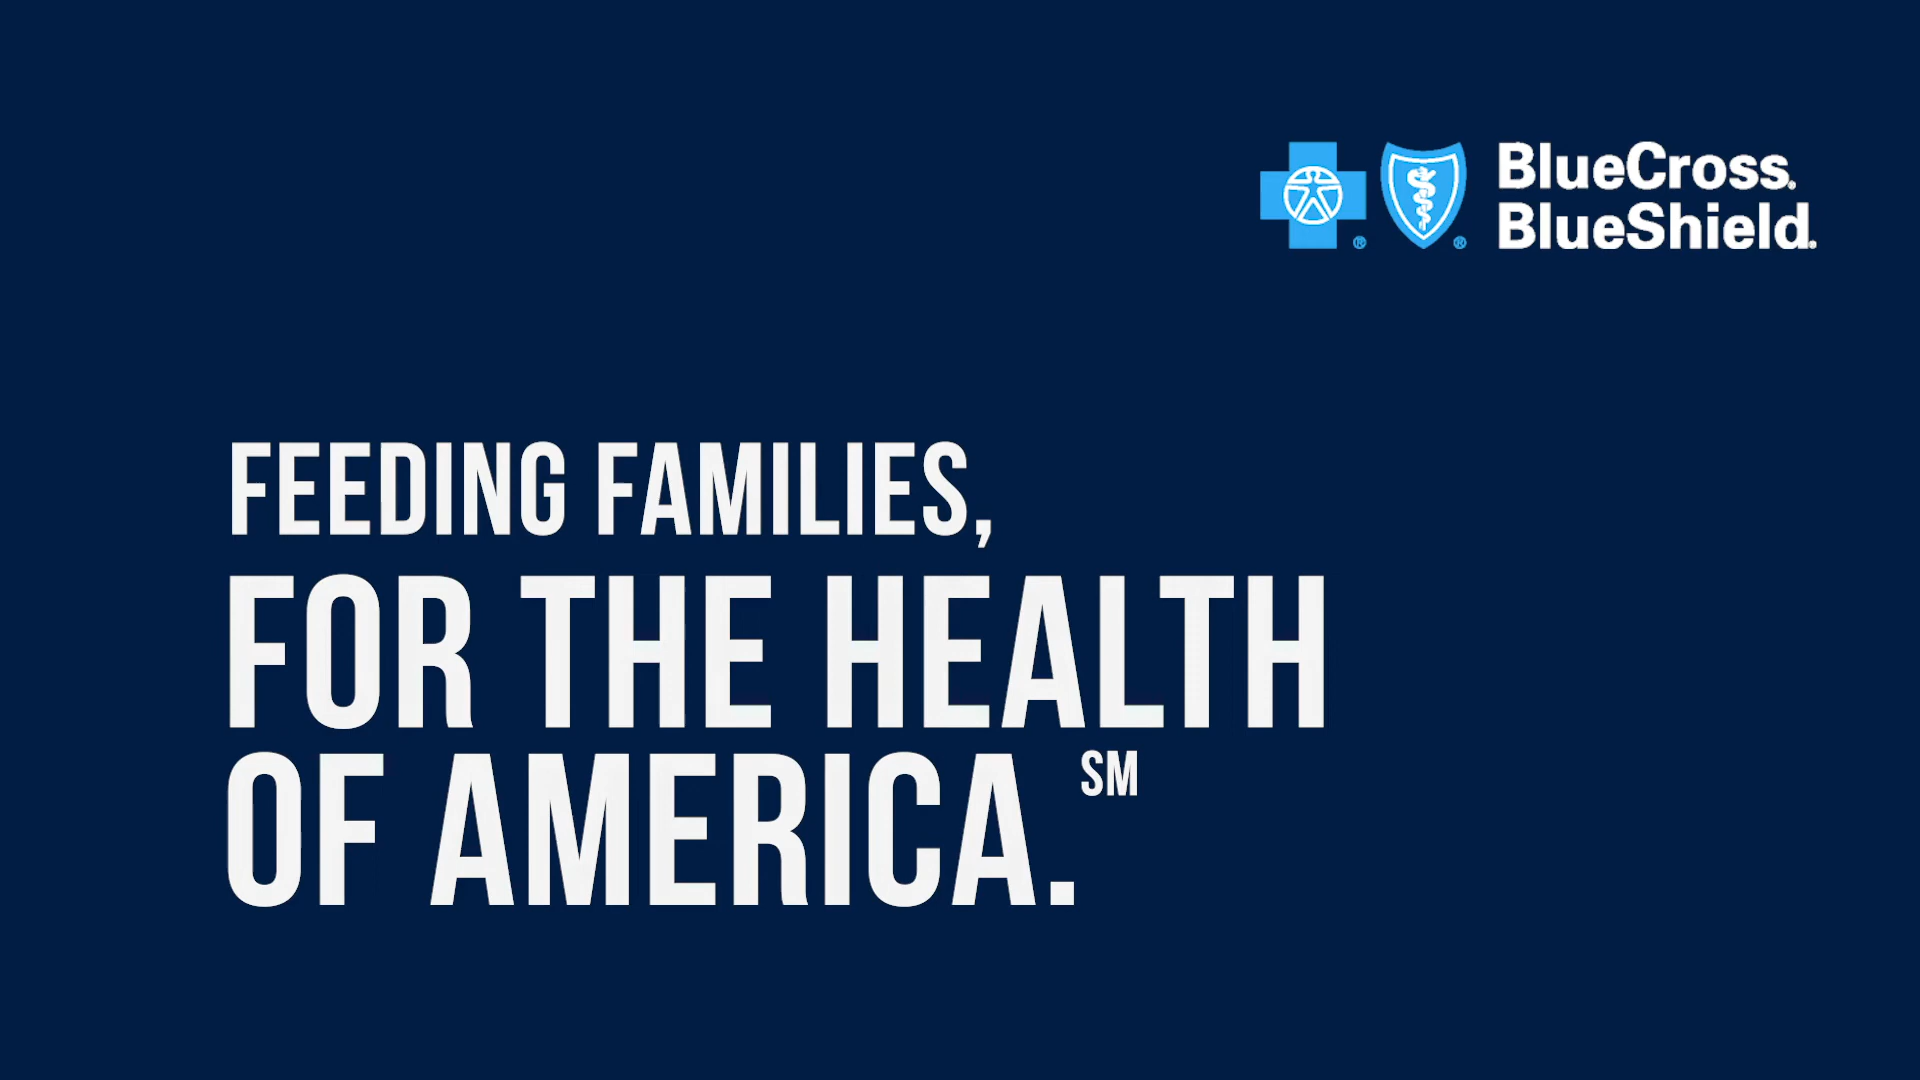 BlueCross®
BlueShield®
FEEDING FAMILIES,
FOR THE HEALTH
OF AMERICA.℠